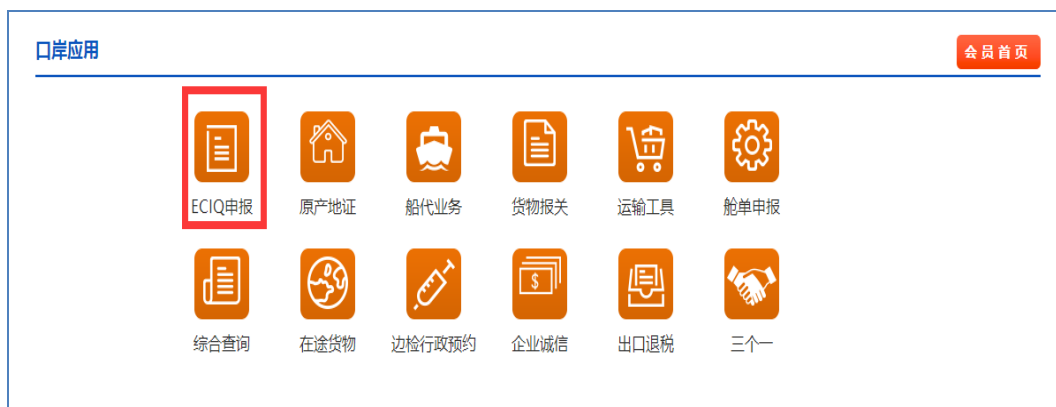 口岸应用
会员首页
ECIQ申报 原产地证 船代业务 货物报关 运输工具 舱单申报
$
综合查询 在途货物 边检行政预约 企业诚信 出口退税 三个一